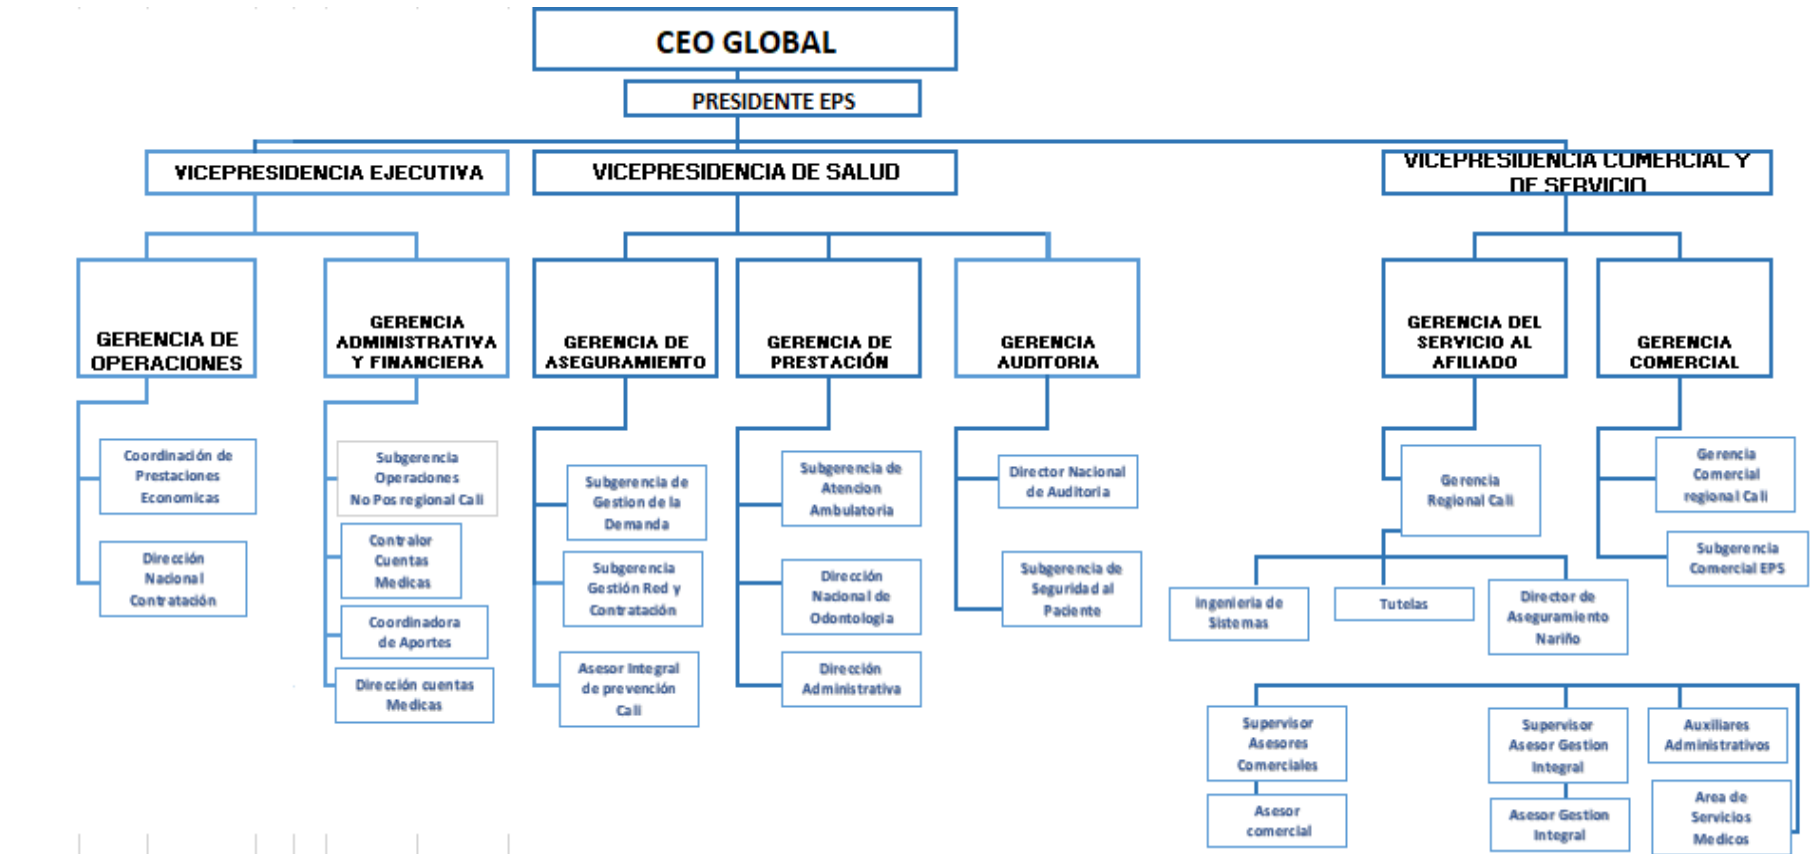 CEO GLOBAL
PRESIDENTE EPS
VICEPRESIDENCIA EJECUTIVA
VICEPRESIDENCIA DE SALUD
VICEPRESIDENCIA COMERCIAL Y
DE SERVICIO
GERENCIA DE
OPERACIONES
GERENCIA
ADMINISTRATIVA
Y FINANCIERA
GERENCIA DE
ASEGURAMIENTO
GERENCIA DE
PRESTACIÓN
GERENCIA
AUDITORIA
GERENCIA DEL
SERVICIO AL
AFILIADO
GERENCIA
COMERCIAL
Coordinación de
Prestaciones
Economicas
Dirección
Nacional
Contratación
Subgerencia
Operaciones
No Pos regional Cali
Contralor
Cuentas
Medicas
Coordinadora
de Aportes
Dirección cuentas
Medicas
Subgerencia de
Gestion de la
Demanda
Subgerencia
Gestión Red y
Contratación
Asesor Integral
de prevención
Cali
Subgerencia de
Atencion
Ambulatoria
Dirección
Nacional de
Odontologia
Dirección
Administrativa
Director Nacional
de Auditoria
Subgerencia de
Seguridad al
Paciente
Gerencia
Regional Cali
Gerencia
Comercial
regional Cali
Subgerencia
Comercial EPS
Ingenieria de
Sistemas
Tutelas
Director de
Aseguramiento
Nariño
Supervisor
Asesores
Comerciales
Asesor
comercial
Supervisor
Asesor Gestion
Integral
Asesor Gestion
Integral
Auxiliares
Administrativos
Area de
Servicios
Medicos